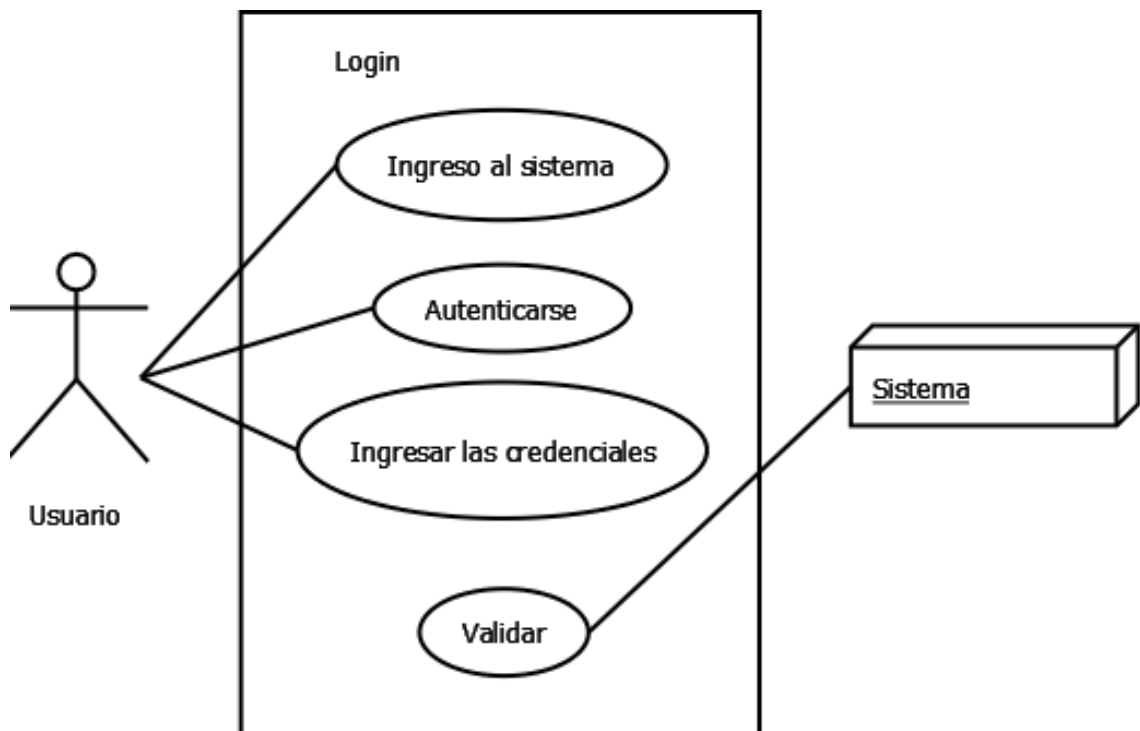 Login
Ingreso al sistema
Autenticarse
Sistema
Ingresar las credenciales
Usuario
Validar